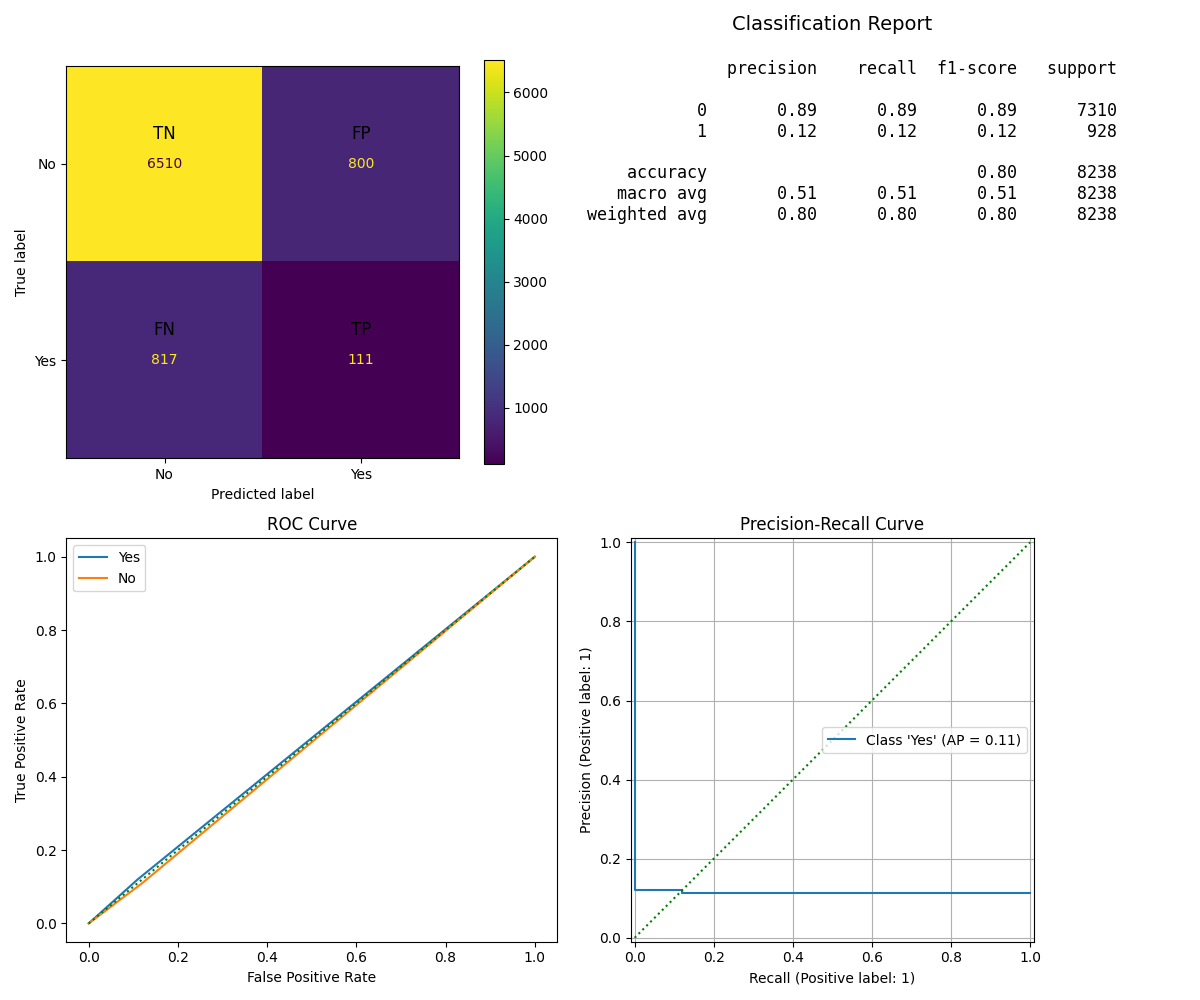 Classification Report
precision recall f1-score support
0 0.89 0.89 0.89 7310
1 0.12 0.12 0.12 928
accuracy 0.80 8238
macro avg 0.51 0.51 0.51 8238
weighted avg 0.80 0.80 0.80 8238
True label
No
Yes
TN FP
6510 800
FN TP
817 111
No Yes
Predicted label
6000
5000
4000
3000
2000
1000
ROC Curve
Yes
No
True Positive Rate
1.0
0.8
0.6
0.4
0.2
0.0
0.0 0.2 0.4 0.6 0.8 1.0
False Positive Rate
Precision-Recall Curve
Precision (Positive label: 1)
1.0
0.8
0.6
0.4
0.2
0.0
Class 'Yes' (AP = 0.11)
0.0 0.2 0.4 0.6 0.8 1.0
Recall (Positive label: 1)